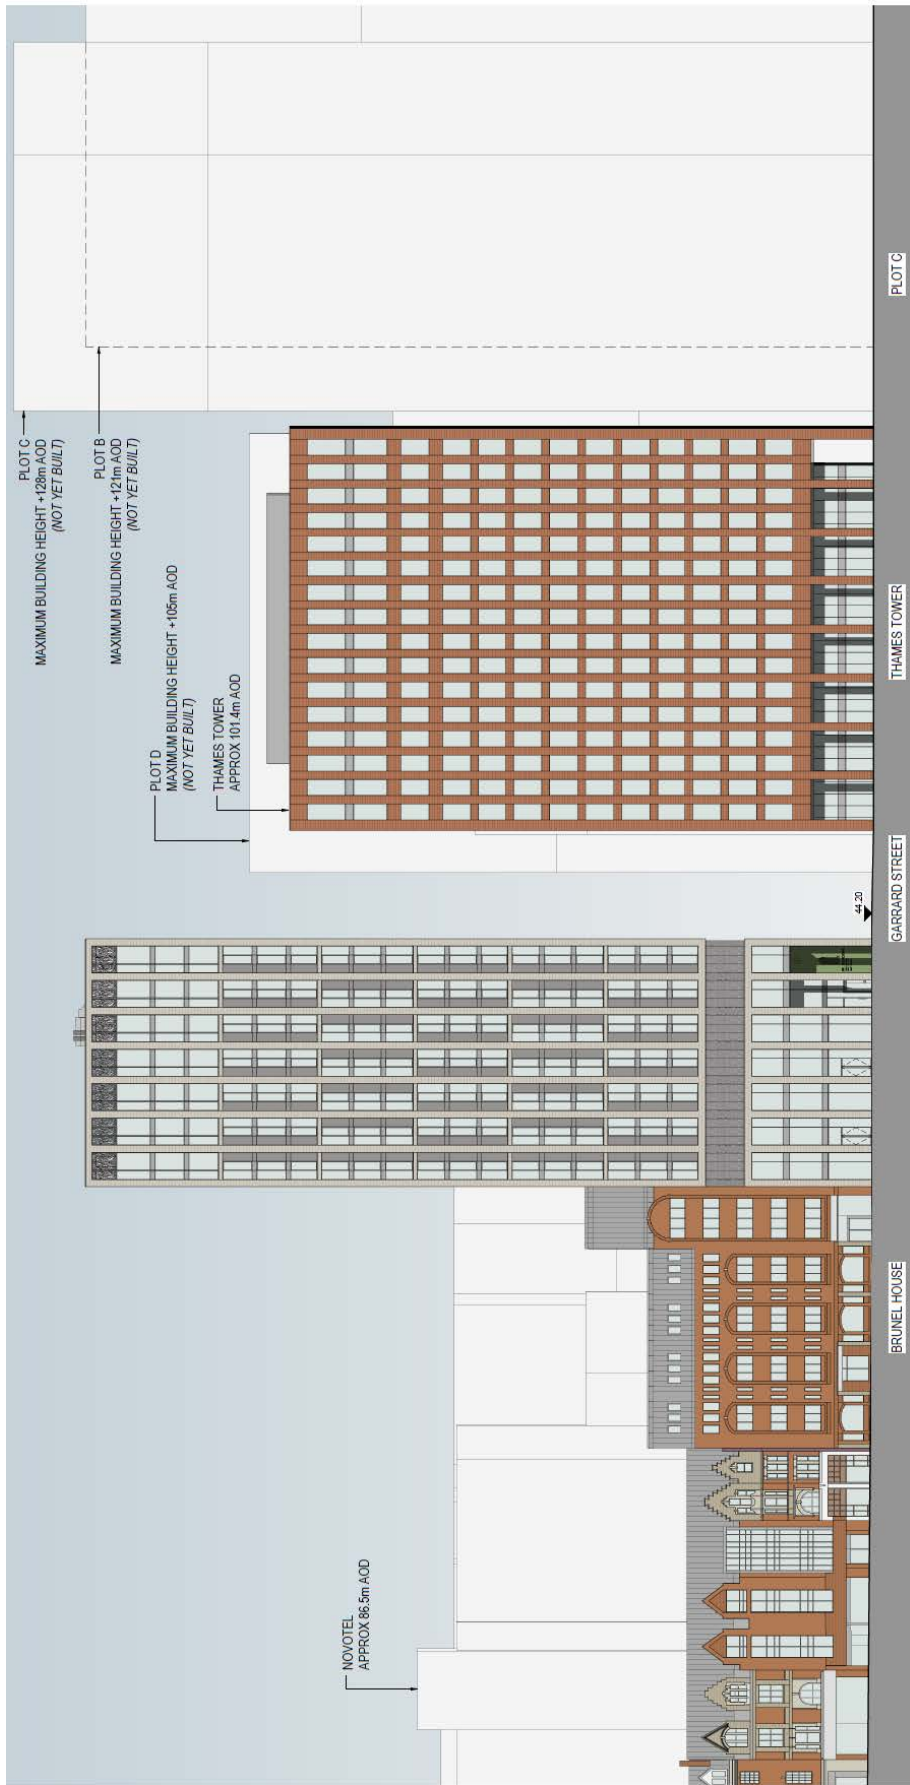 NOVOTEL
APPROX 86.5m AOD
PLOT D
MAXIMUM BUILDING HEIGHT +105m AOD
(NOT YET BUILT)
THAMES TOWER
APPROX 101.4m AOD
PLOT C
MAXIMUM BUILDING HEIGHT +128m AOD
(NOT YET BUILT)
PLOT B
MAXIMUM BUILDING HEIGHT +121m AOD
(NOT YET BUILT)
44.20
BRUNEL HOUSE
GARRARD STREET
THAMES TOWER
PLOT C